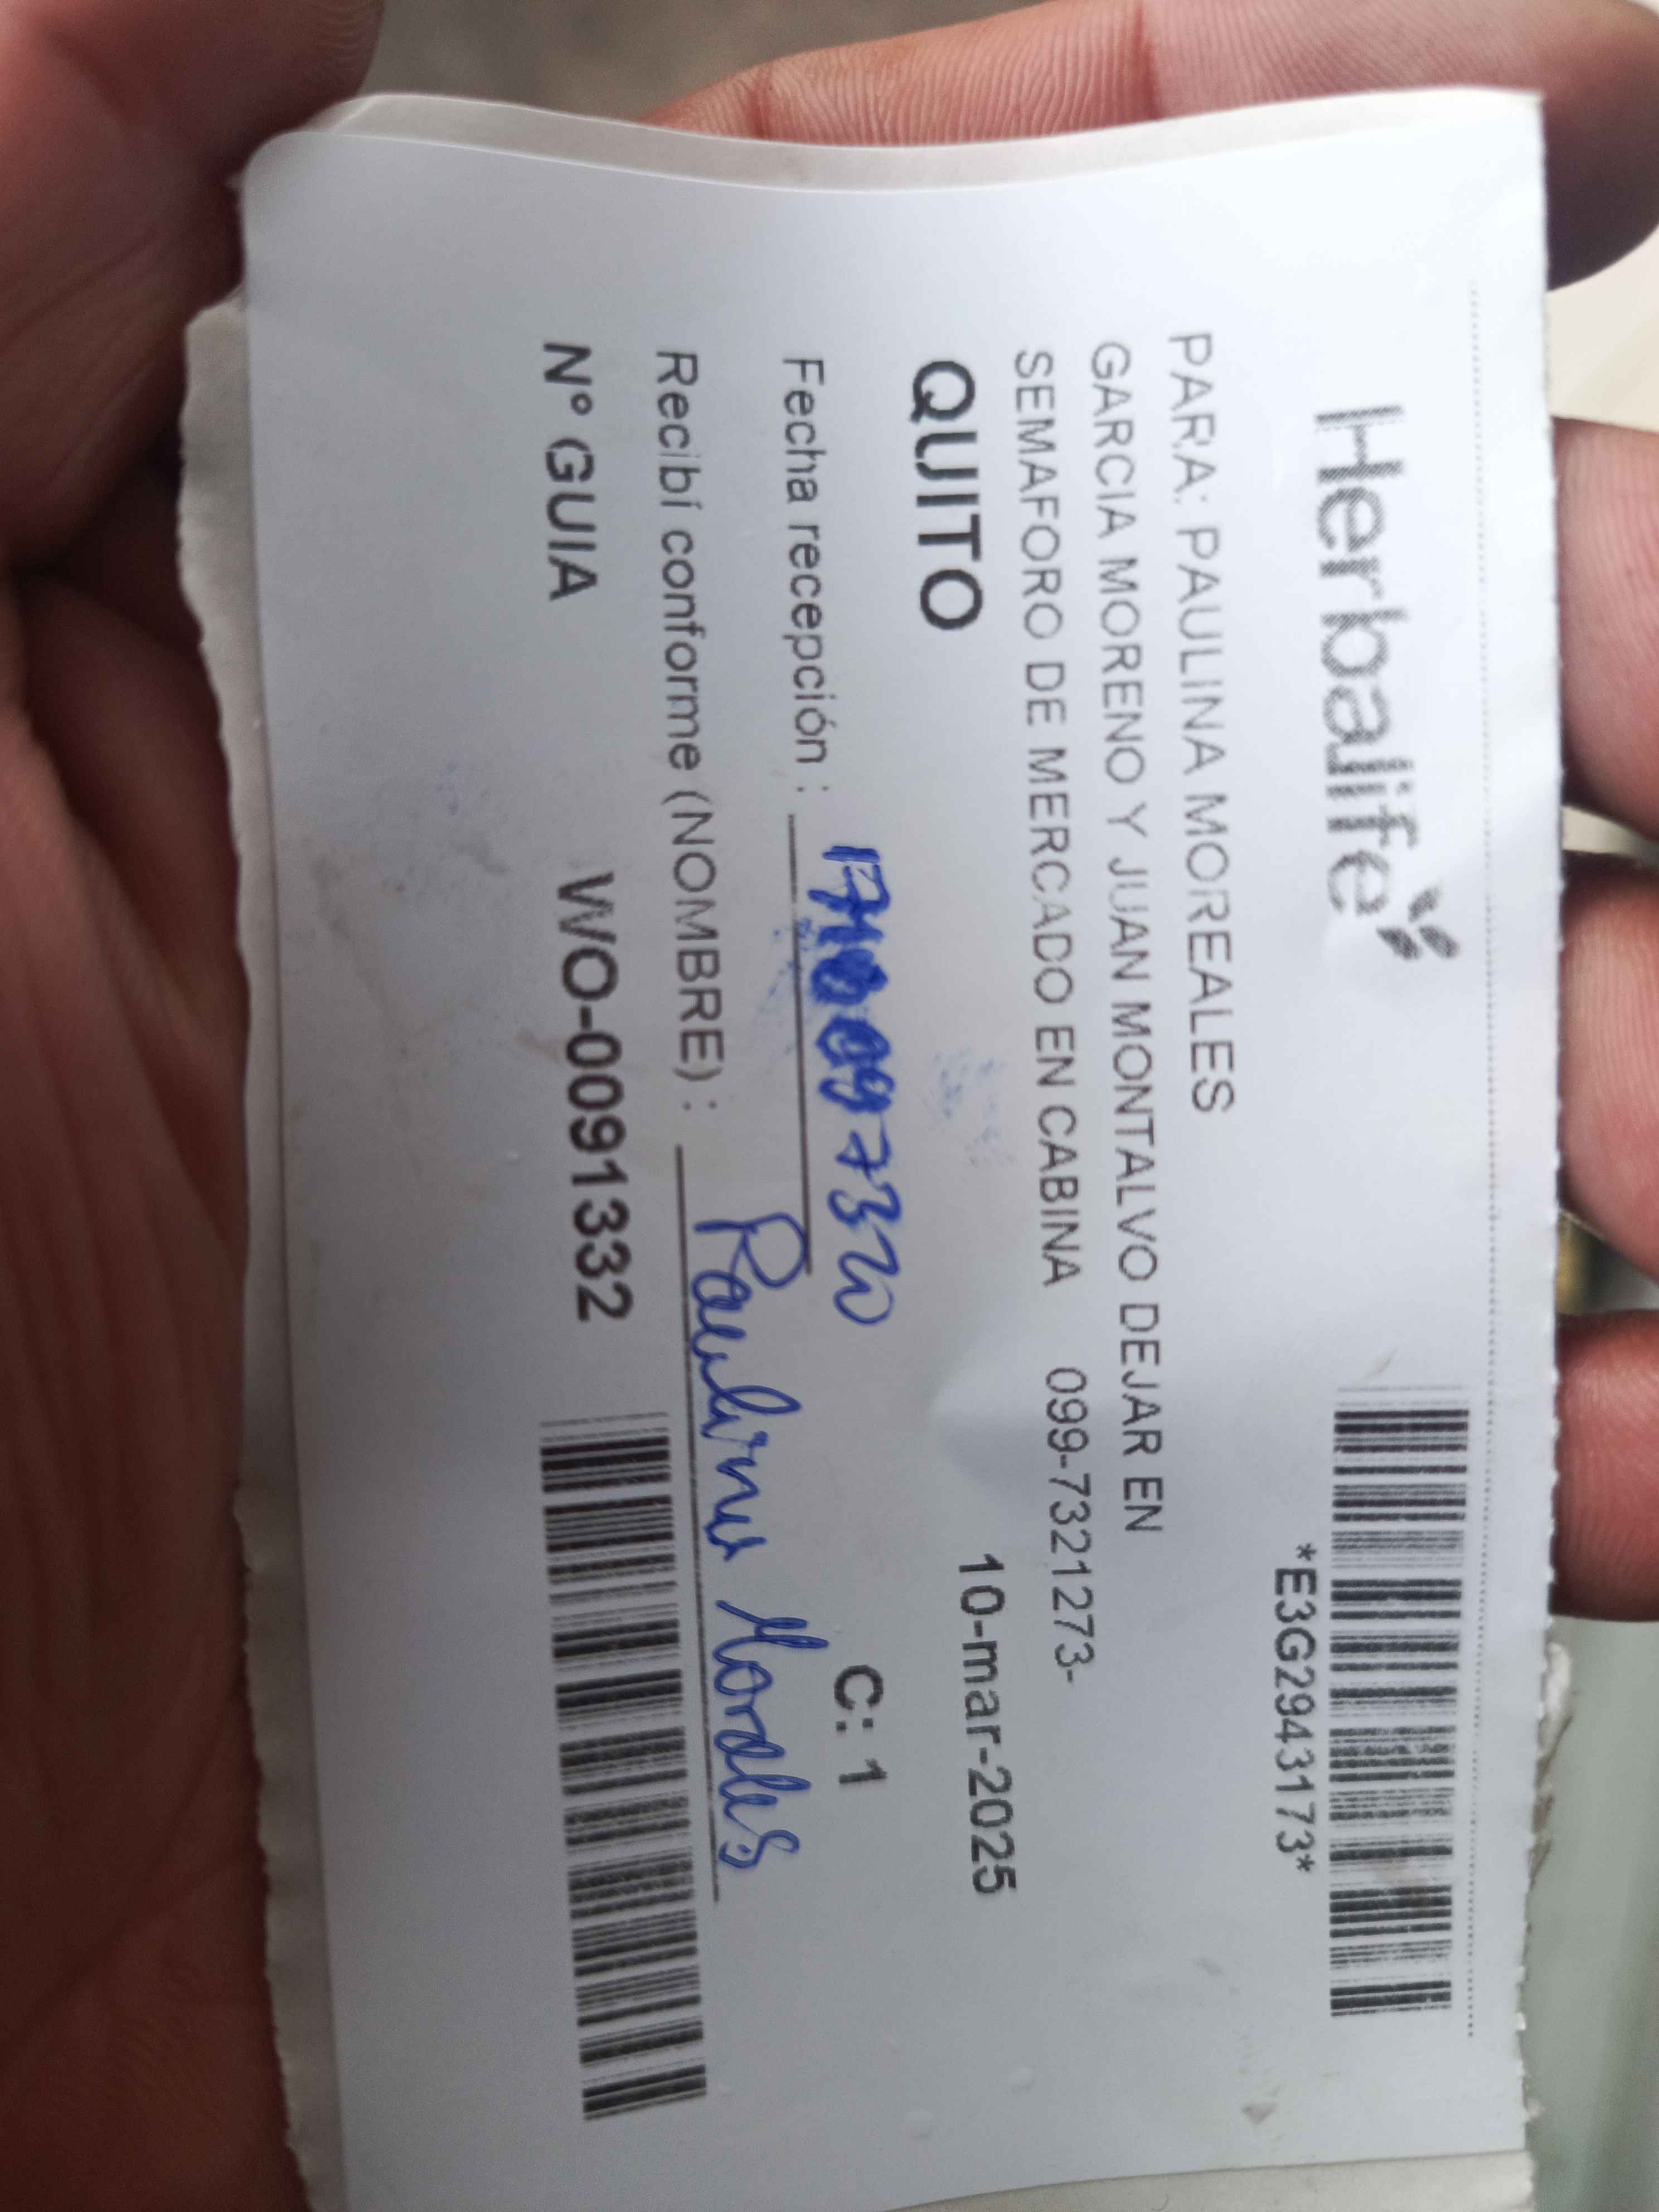 Herbalife
*E3G2943173*
PARA: PAULINA MOREALES
GARCIA MORENO Y JUAN MONTALVO DEJAR EN
SEMAFORO DE MERCADO EN CABINA 099-7321273-
QUITO 10-mar-2025
Fecha recepción :
C: 1
Recibí conforme (NOMBRE) : Paulina Morales
Nº GUIA WO-0091332